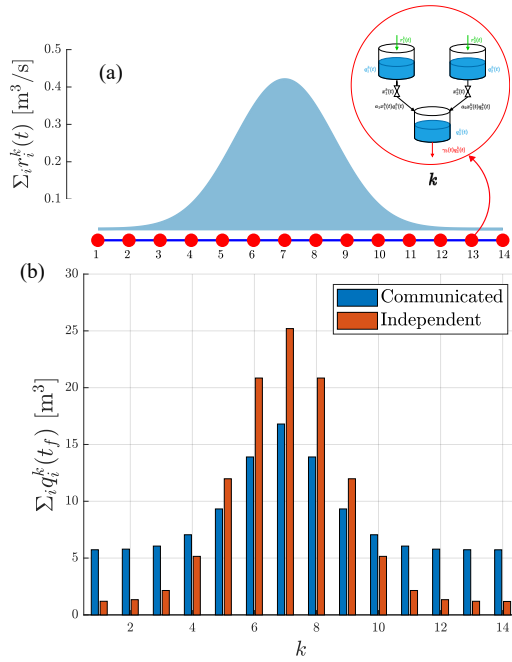 (a)
Σᵢrᵢᵏ(t) [m³/s]
0.5
0.4
0.3
0.2
0.1
k
1 2 3 4 5 6 7 8 9 10 11 12 13 14
(b)
Σᵢqᵢᵏ(t_f) [m³]
30
25
20
15
10
5
0
Communicated
Independent
2 4 6 8 10 12 14
k